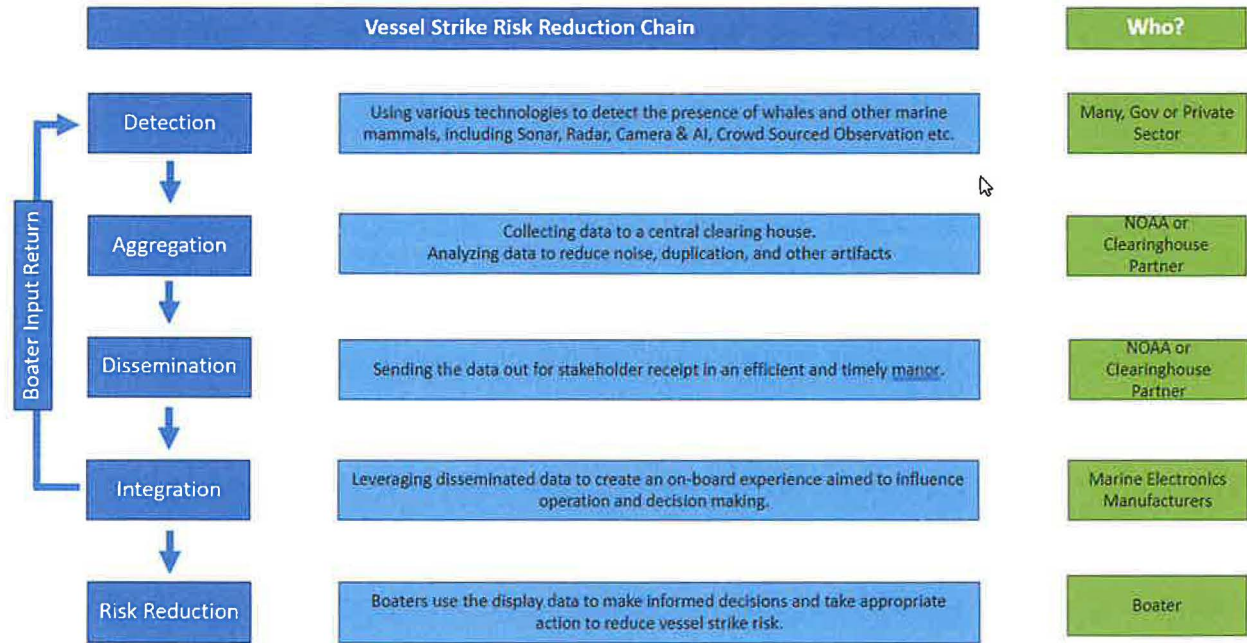 Vessel Strike Risk Reduction Chain
Who?
Detection
Using various technologies to detect the presence of whales and other marine
mammals, including Sonar, Radar, Camera & AI, Crowd Sourced Observation etc.
Many, Gov or Private
Sector
Boater Input Return
Aggregation
Collecting data to a central clearing house.
Analyzing data to reduce noise, duplication, and other artifacts
NOAA or
Clearinghouse
Partner
Dissemination
Sending the data out for stakeholder receipt in an efficient and timely manor.
NOAA or
Clearinghouse
Partner
Integration
Leveraging disseminated data to create an on-board experience aimed to influence
operation and decision making.
Marine Electronics
Manufacturers
Risk Reduction
Boaters use the display data to make informed decisions and take appropriate
action to reduce vessel strike risk.
Boater